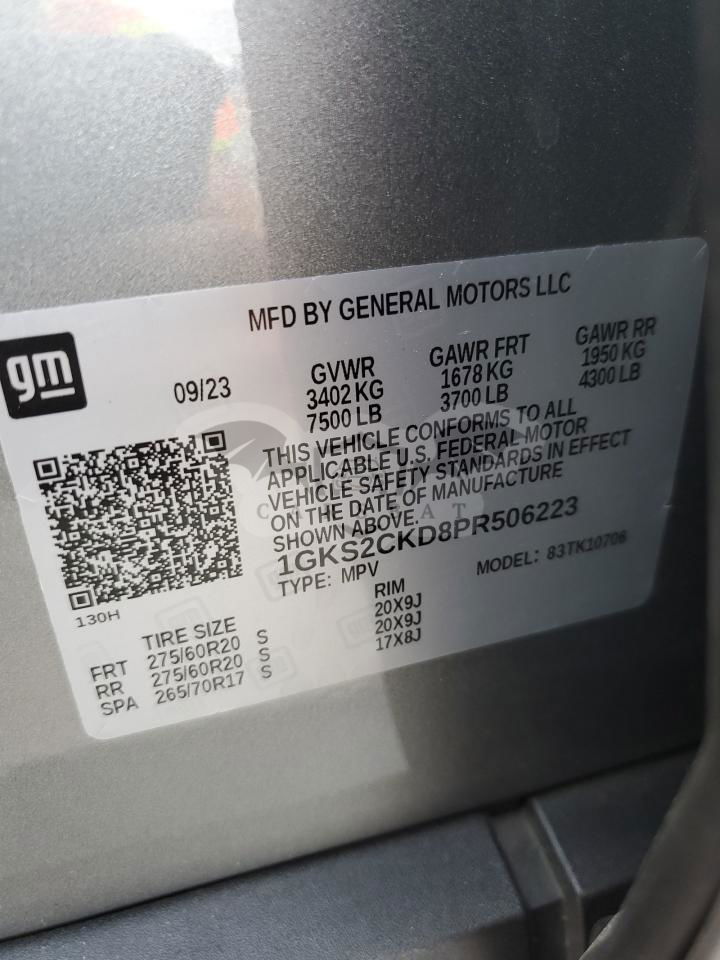 MFD BY GENERAL MOTORS LLC
gm
09/23
GVWR
3402 KG
7500 LB
GAWR FRT
1678 KG
3700 LB
GAWR RR
1950 KG
4300 LB
THIS VEHICLE CONFORMS TO ALL
APPLICABLE U.S. FEDERAL MOTOR
VEHICLE SAFETY STANDARDS IN EFFECT
ON THE DATE OF MANUFACTURE
SHOWN ABOVE.
1GKS2CKD8PR506223
TYPE: MPV
MODEL: 83TK10706
130H
TIRE SIZE
RIM
FRT 275/60R20 S 20X9J
RR 275/60R20 S 20X9J
SPA 265/70R17 S 17X8J